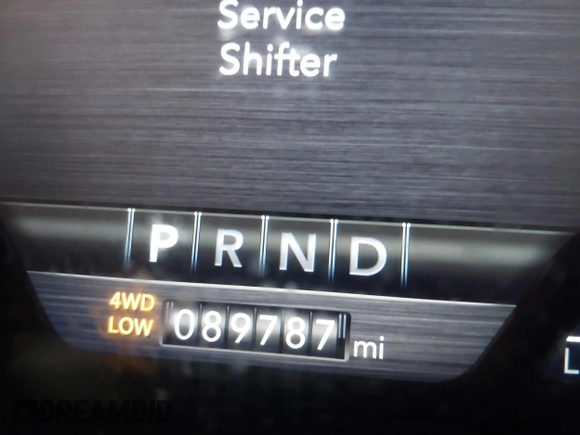 Service
Shifter
P R N D
4WD
LOW
089787 mi
DREAMBID